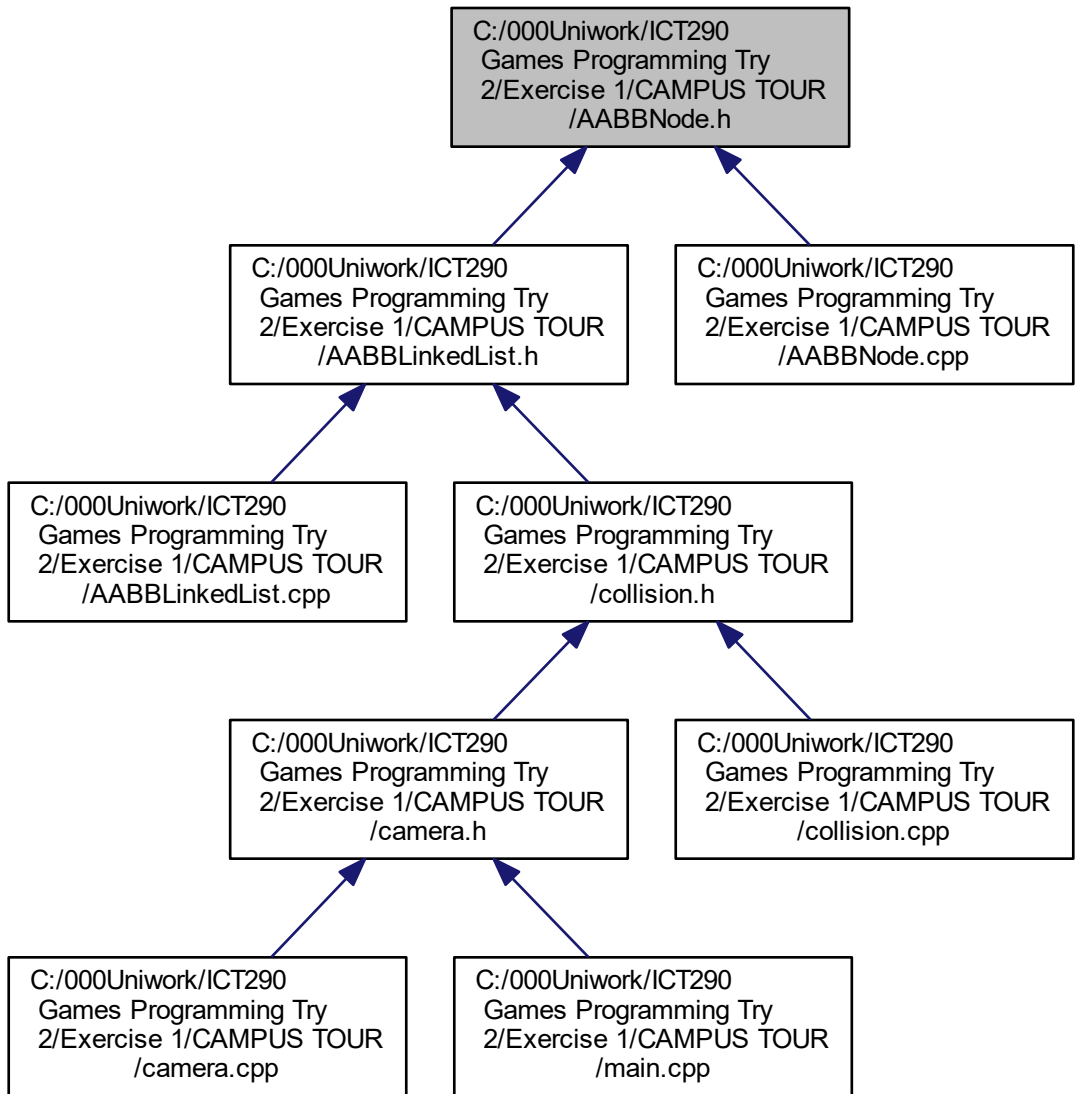 C:/000Uniwork/ICT290
Games Programming Try
2/Exercise 1/CAMPUS TOUR
/AABBNode.h
C:/000Uniwork/ICT290
Games Programming Try
2/Exercise 1/CAMPUS TOUR
/AABBLinkedList.h
C:/000Uniwork/ICT290
Games Programming Try
2/Exercise 1/CAMPUS TOUR
/AABBNode.cpp
C:/000Uniwork/ICT290
Games Programming Try
2/Exercise 1/CAMPUS TOUR
/AABBLinkedList.cpp
C:/000Uniwork/ICT290
Games Programming Try
2/Exercise 1/CAMPUS TOUR
/collision.h
C:/000Uniwork/ICT290
Games Programming Try
2/Exercise 1/CAMPUS TOUR
/camera.h
C:/000Uniwork/ICT290
Games Programming Try
2/Exercise 1/CAMPUS TOUR
/collision.cpp
C:/000Uniwork/ICT290
Games Programming Try
2/Exercise 1/CAMPUS TOUR
/camera.cpp
C:/000Uniwork/ICT290
Games Programming Try
2/Exercise 1/CAMPUS TOUR
/main.cpp